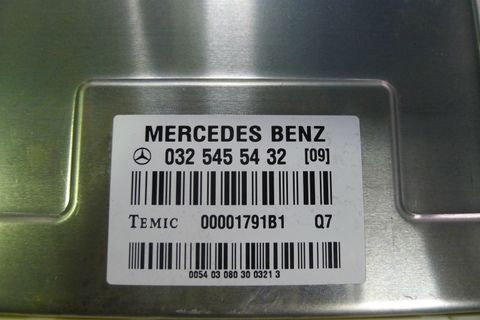 MERCEDES BENZ
032 545 54 32 [09]
TEMIC 00001791B1 Q7
0054 03 080 30 0321 3